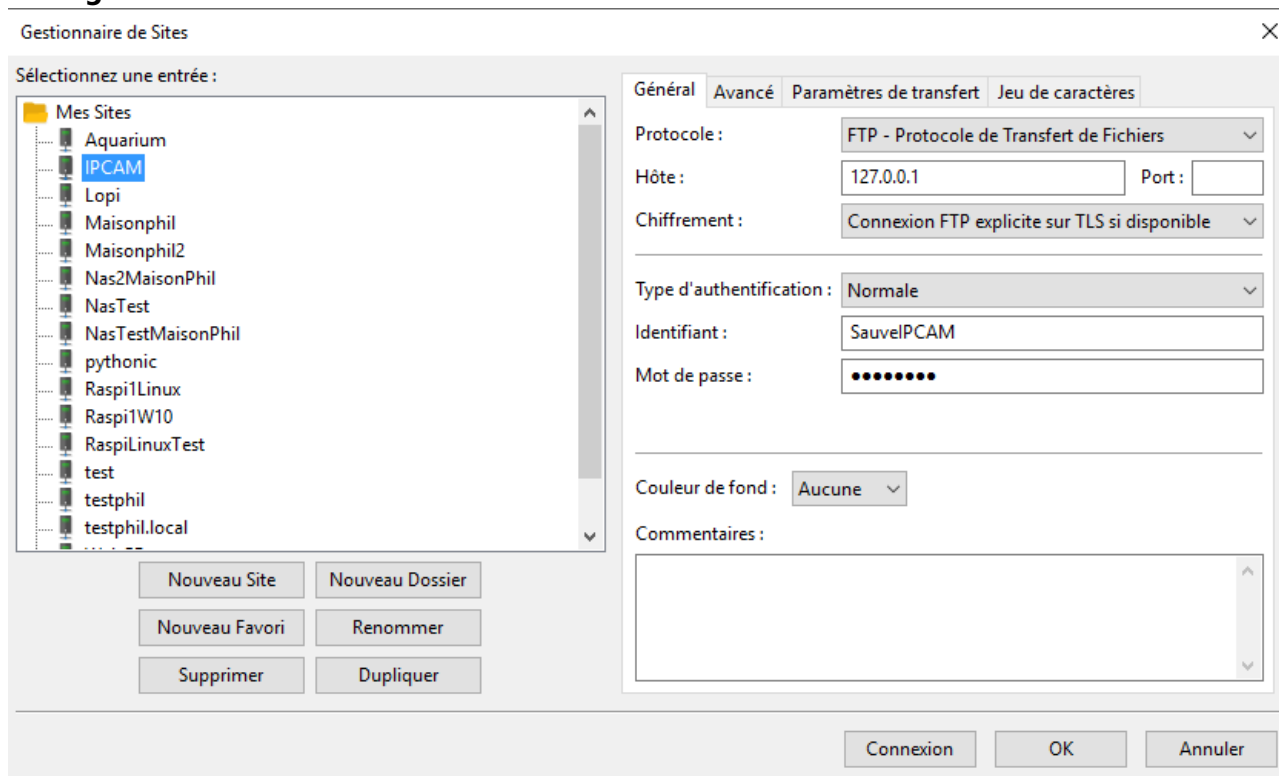 Gestionnaire de Sites
Sélectionnez une entrée :
Mes Sites
Aquarium
IPCAM
Lopi
Maisonphil
Maisonphil2
Nas2MaisonPhil
NasTest
NasTestMaisonPhil
pythonic
Raspi1Linux
Raspi1W10
RaspiLinuxTest
test
testphil
testphil.local
Nouveau Site Nouveau Dossier
Nouveau Favori Renommer
Supprimer Dupliquer
Général Avancé Paramètres de transfert Jeu de caractères
Protocole : FTP - Protocole de Transfert de Fichiers
Hôte : 127.0.0.1 Port :
Chiffrement : Connexion FTP explicite sur TLS si disponible
Type d'authentification : Normale
Identifiant : SauveIPCAM
Mot de passe : ●●●●●●●●
Couleur de fond : Aucune
Commentaires :
Connexion OK Annuler